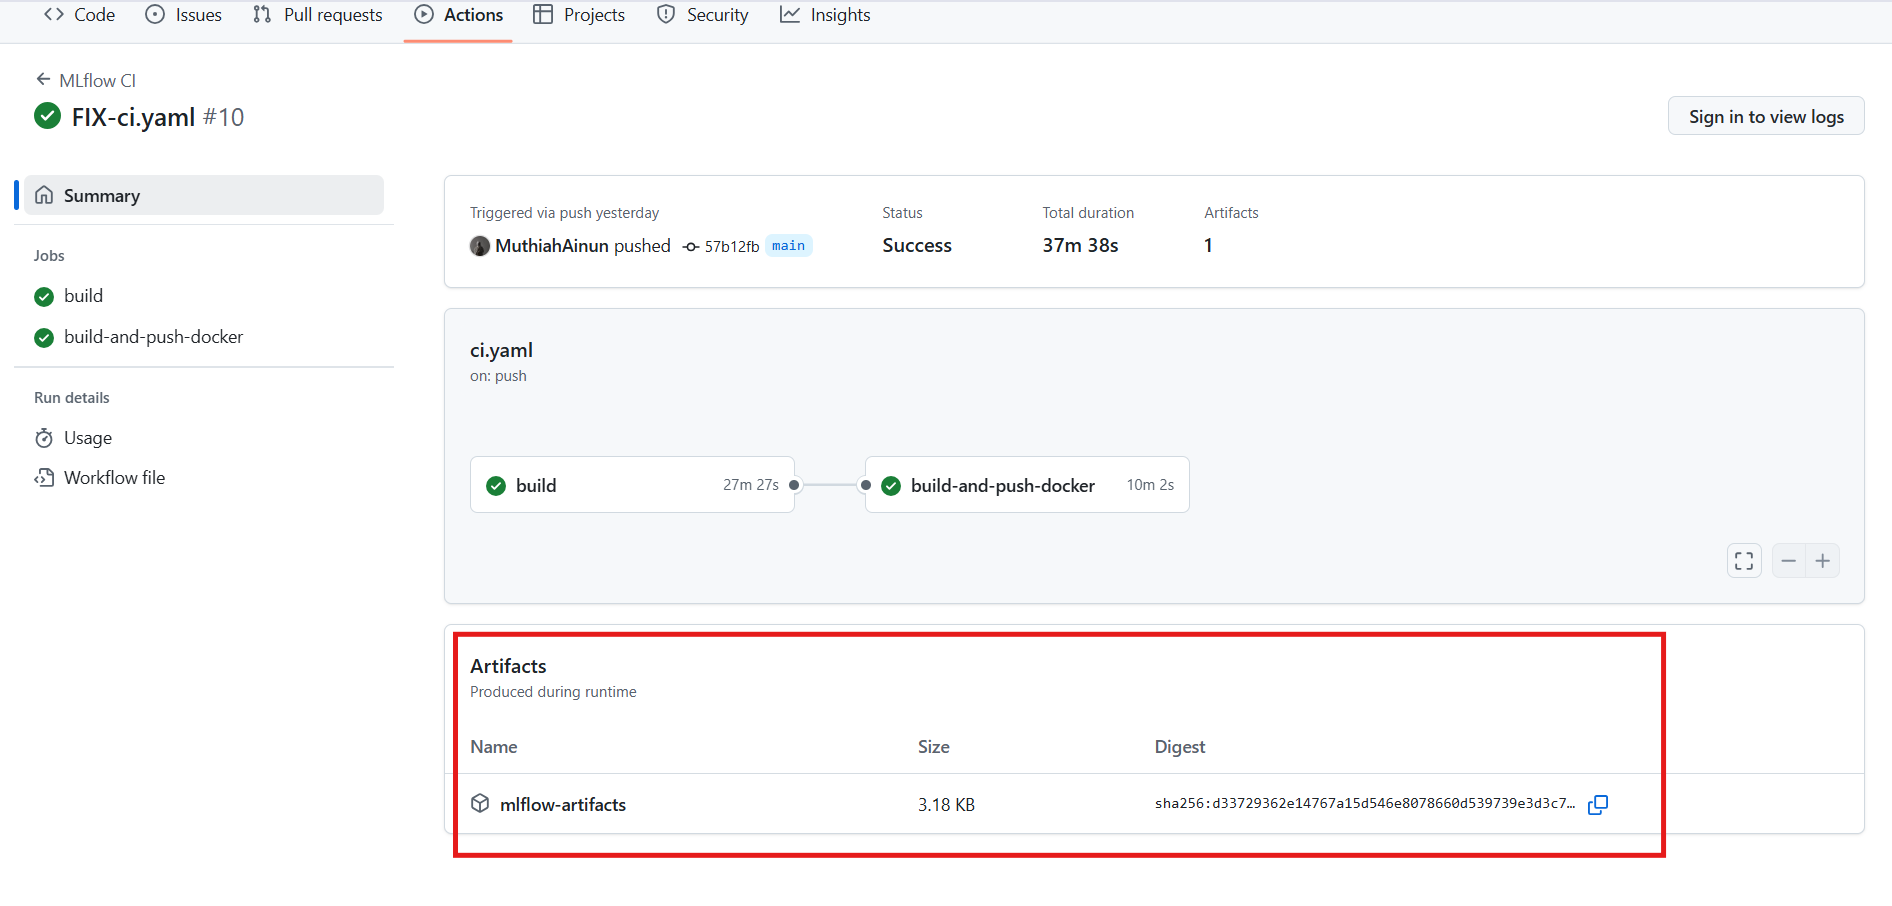 Code Issues Pull requests Actions Projects Security Insights
MLflow CI
FIX-ci.yaml #10
Sign in to view logs
Summary
Jobs
build
build-and-push-docker
Run details
Usage
Workflow file
Triggered via push yesterday
MuthiahAinun pushed 57b12fb main
Status
Success
Total duration
37m 38s
Artifacts
1
ci.yaml
on: push
build 27m 27s
build-and-push-docker 10m 2s
Artifacts
Produced during runtime
Name Size Digest
mlflow-artifacts 3.18 KB sha256:d33729362e14767a15d546e8078660d539739e3d3c7…